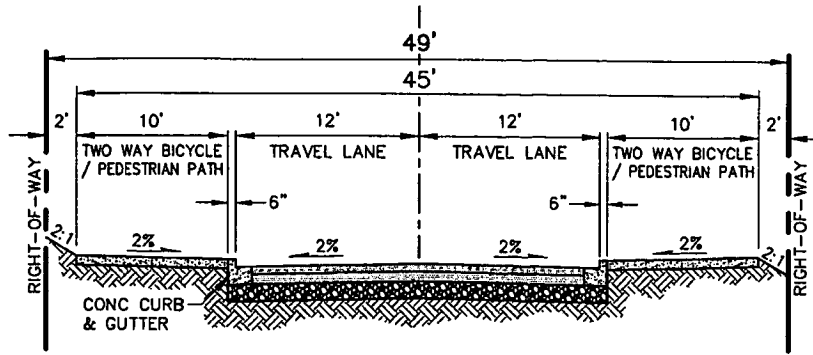 49'
45'
2' 10' 12' 12' 10' 2'
TWO WAY BICYCLE / PEDESTRIAN PATH
TRAVEL LANE
TRAVEL LANE
TWO WAY BICYCLE / PEDESTRIAN PATH
6"
6"
RIGHT-OF-WAY
RIGHT-OF-WAY
2:1
2%
2%
2%
2%
2:1
CONC CURB
& GUTTER